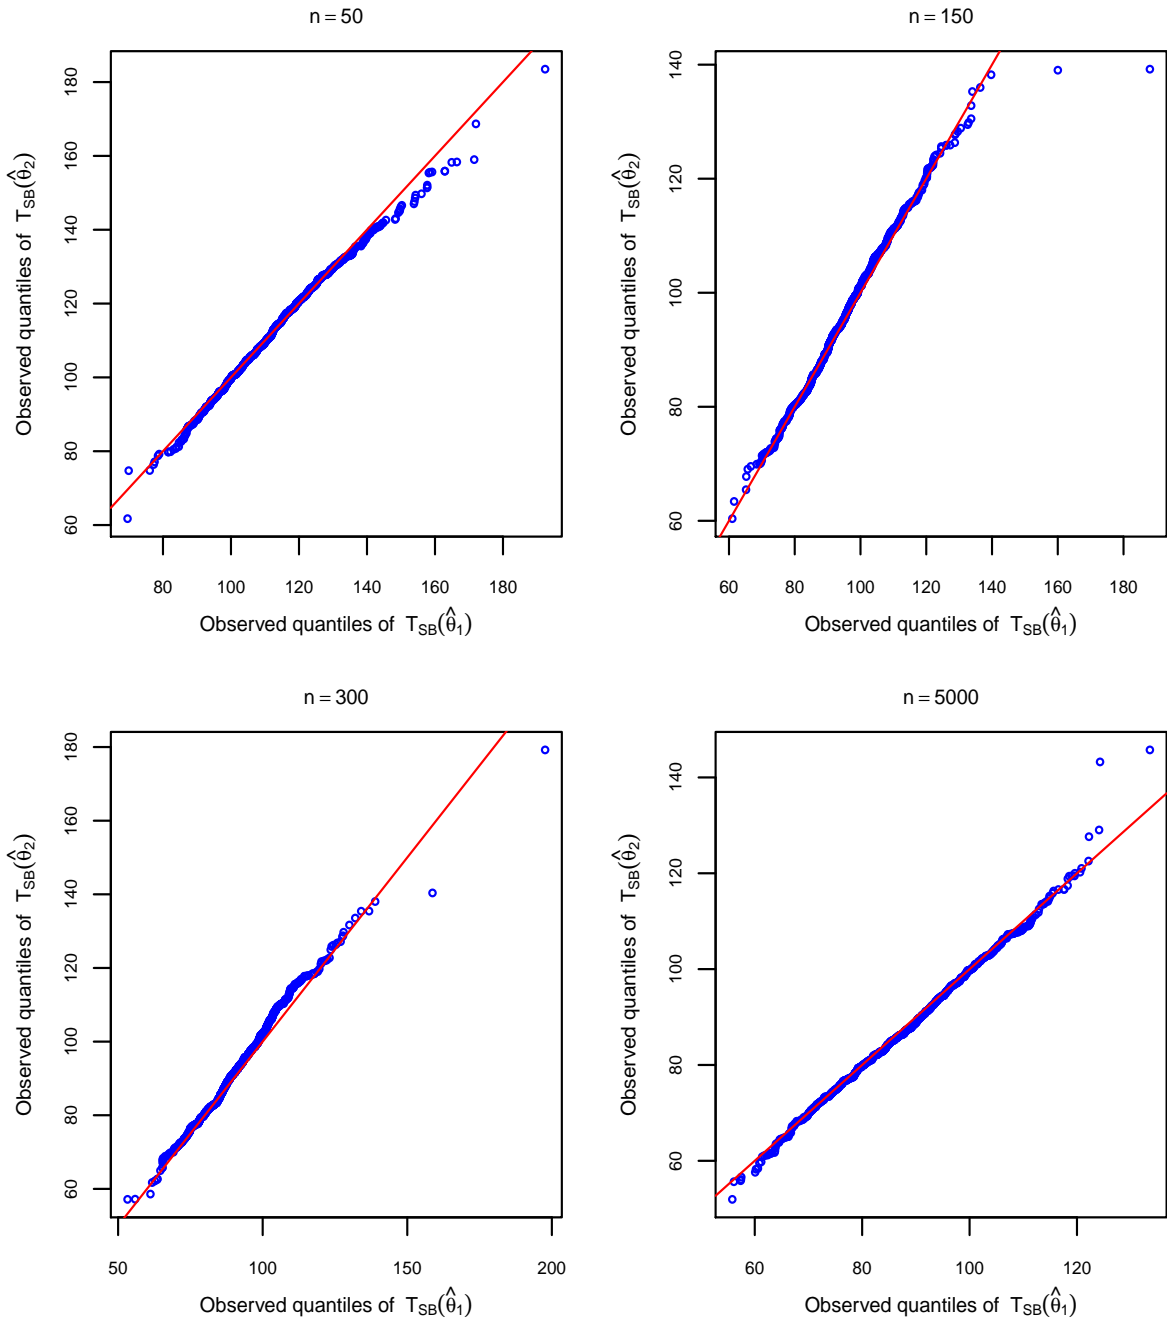 n = 50
180
160
140
120
100
80
60
Observed quantiles of T_SB(θ̂_2)
80 100 120 140 160 180
Observed quantiles of T_SB(θ̂_1)
n = 150
140
120
100
80
60
Observed quantiles of T_SB(θ̂_2)
60 80 100 120 140 160 180
Observed quantiles of T_SB(θ̂_1)
n = 300
180
160
140
120
100
80
60
Observed quantiles of T_SB(θ̂_2)
50 100 150 200
Observed quantiles of T_SB(θ̂_1)
n = 5000
140
120
100
80
60
Observed quantiles of T_SB(θ̂_2)
60 80 100 120
Observed quantiles of T_SB(θ̂_1)